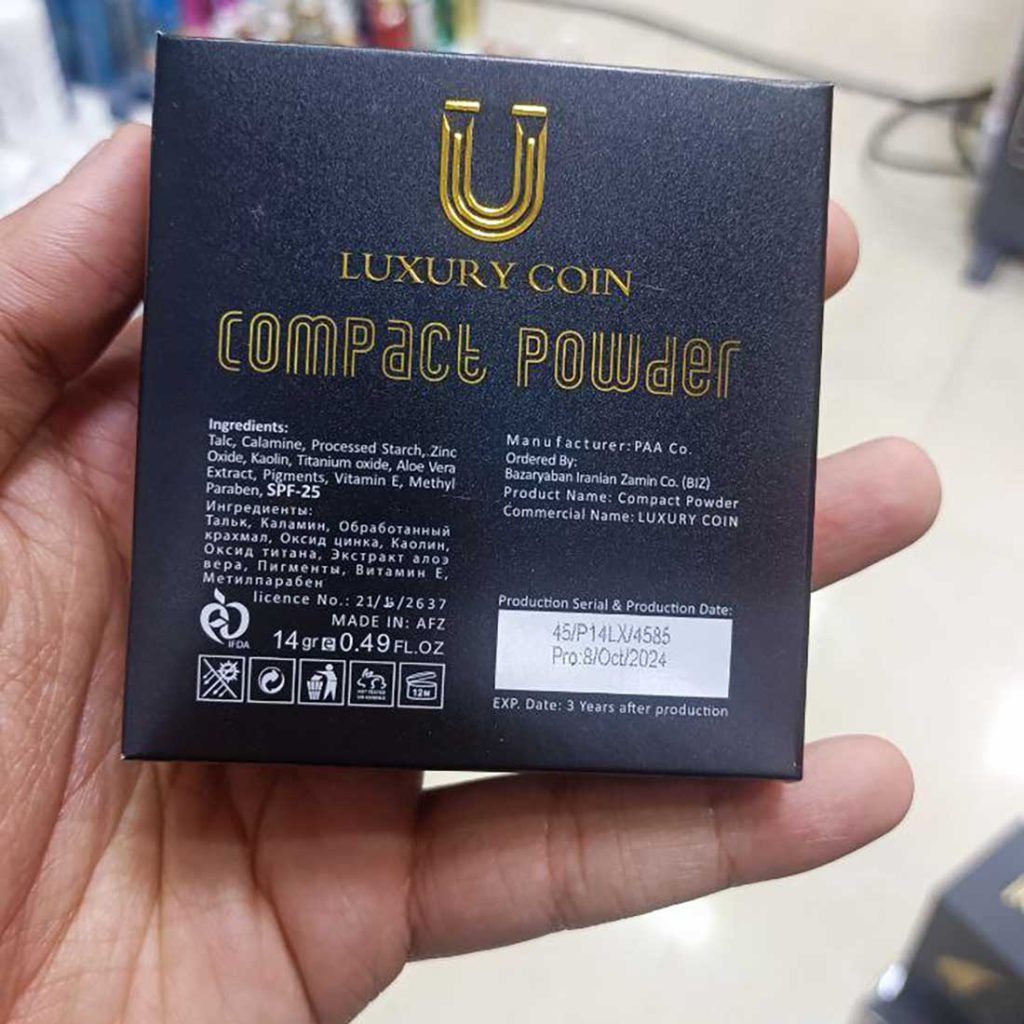 LUXURY COIN
compact powder
Ingredients:
Talc, Calamine, Processed Starch, Zinc
Oxide, Kaolin, Titanium oxide, Aloe Vera
Extract, Pigments, Vitamin E, Methyl
Paraben, SPF-25
Ингредиенты:
Тальк, Каламин, Обработанный
крахмал, Оксид цинка, Каолин,
Оксид титана, Экстракт алоэ
вера, Пигменты, Витамин Е,
Метилпарабен
licence No.: 21/ظ/2637
MADE IN: AFZ
IFDA
14gr e 0.49FL.OZ
12M
Manufacturer: PAA Co.
Ordered By:
Bazaryaban Iranian Zamin Co. (BIZ)
Product Name: Compact Powder
Commercial Name: LUXURY COIN
Production Serial & Production Date:
45/P14LX/4585
Pro:8/Oct/2024
EXP. Date: 3 Years after production